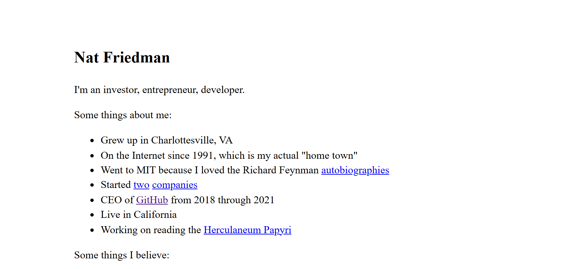 Nat Friedman
I'm an investor, entrepreneur, developer.
Some things about me:
• Grew up in Charlottesville, VA
• On the Internet since 1991, which is my actual "home town"
• Went to MIT because I loved the Richard Feynman autobiographies
• Started two companies
• CEO of GitHub from 2018 through 2021
• Live in California
• Working on reading the Herculaneum Papyri
Some things I believe: